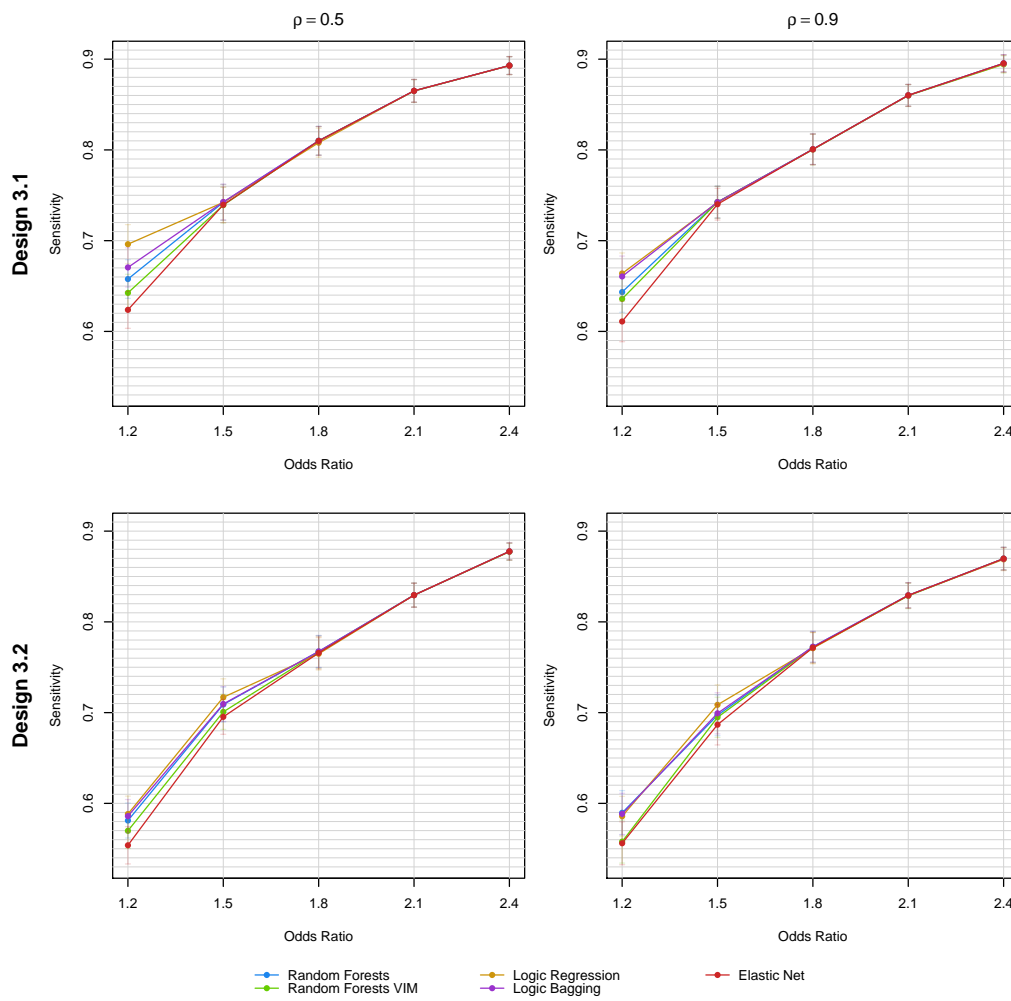 ρ = 0.5
ρ = 0.9
Design 3.1
Sensitivity
0.9
0.8
0.7
0.6
1.2 1.5 1.8 2.1 2.4
Odds Ratio
Sensitivity
0.9
0.8
0.7
0.6
1.2 1.5 1.8 2.1 2.4
Odds Ratio
Design 3.2
Sensitivity
0.9
0.8
0.7
0.6
1.2 1.5 1.8 2.1 2.4
Odds Ratio
Sensitivity
0.9
0.8
0.7
0.6
1.2 1.5 1.8 2.1 2.4
Odds Ratio
Random Forests
Random Forests VIM
Logic Regression
Logic Bagging
Elastic Net